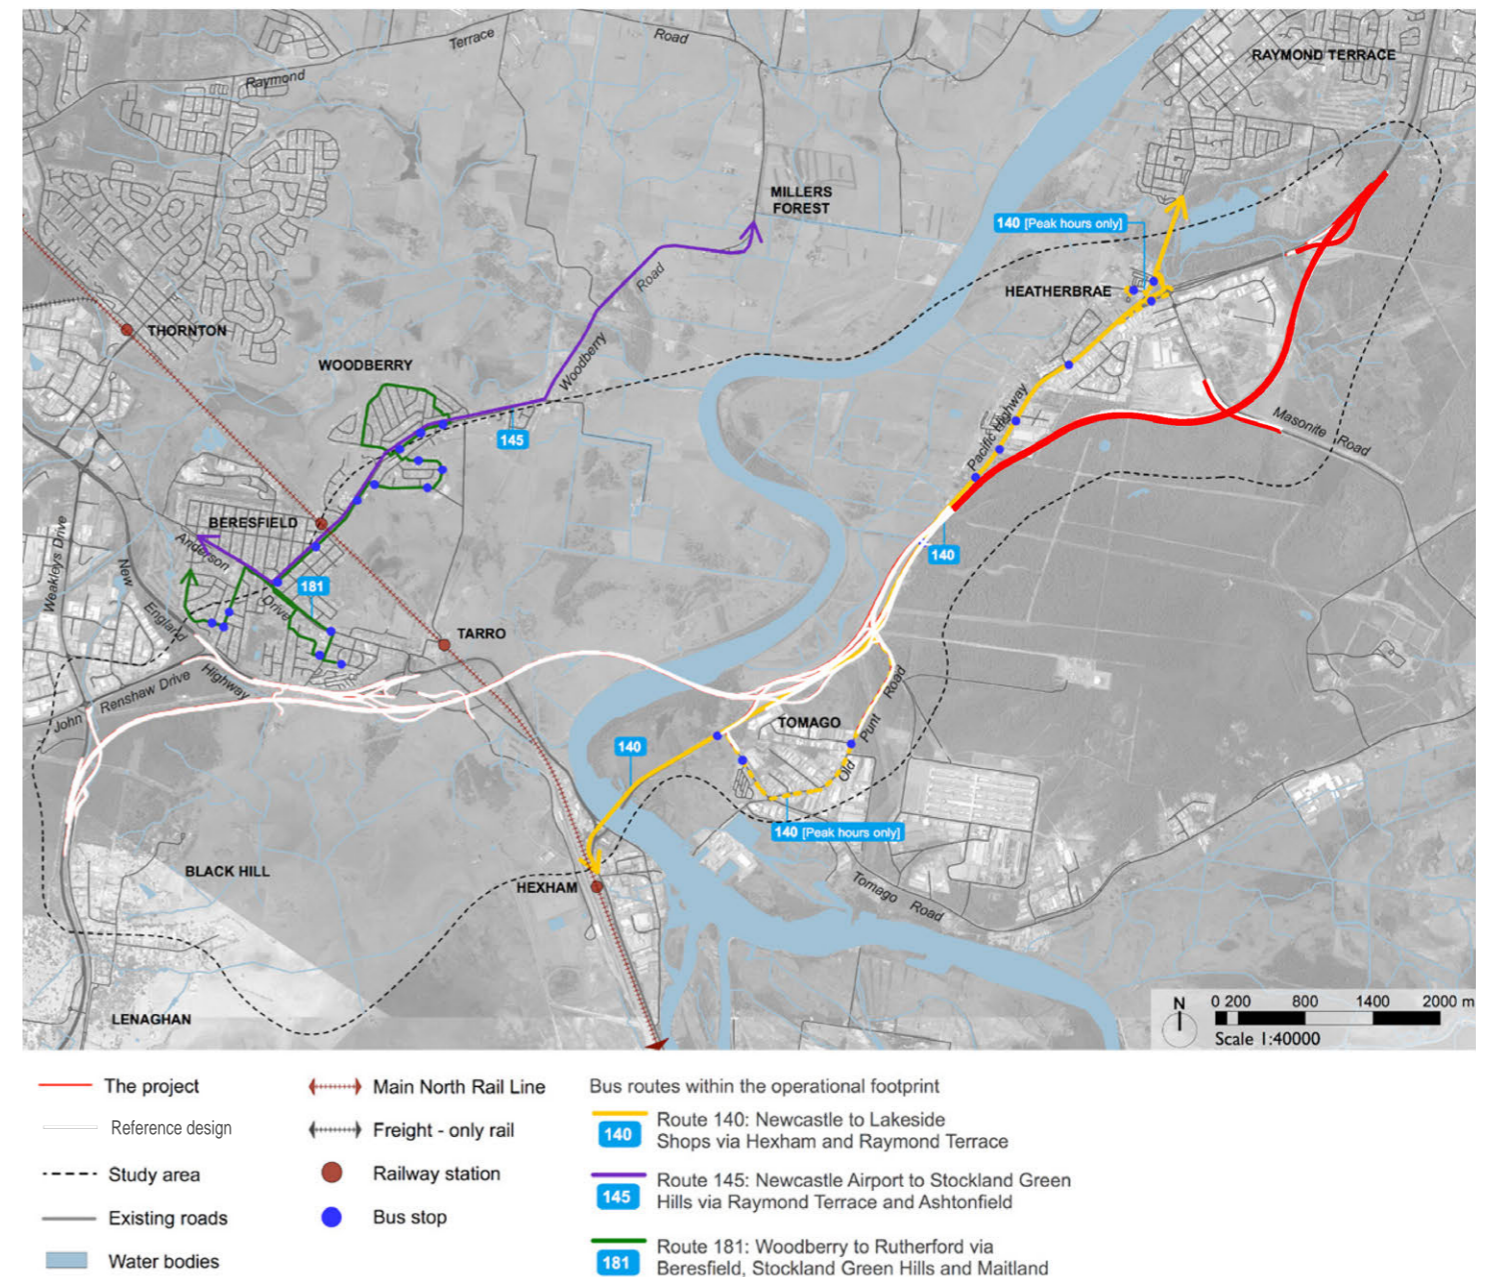 Terrace
Road
RAYMOND TERRACE
Raymond
MILLERS
FOREST
140 [Peak hours only]
Road
HEATHERBRAE
THORNTON
WOODBERRY
Woodberry
145
Pacific Highway
Masonite Road
BERESFIELD
Anderson
Drive
Weakleys Drive
New
England
Highway
140
181
TARRO
John Renshaw Drive
TOMAGO
Old Punt Road
140
140 [Peak hours only]
BLACK HILL
HEXHAM
Tomago Road
LENAGHAN
N
0 200 800 1400 2000 m
Scale 1:40000
The project
Reference design
Study area
Existing roads
Water bodies
Main North Rail Line
Freight - only rail
Railway station
Bus stop
Bus routes within the operational footprint
140
Route 140: Newcastle to Lakeside
Shops via Hexham and Raymond Terrace
145
Route 145: Newcastle Airport to Stockland Green
Hills via Raymond Terrace and Ashtonfield
181
Route 181: Woodberry to Rutherford via
Beresfield, Stockland Green Hills and Maitland